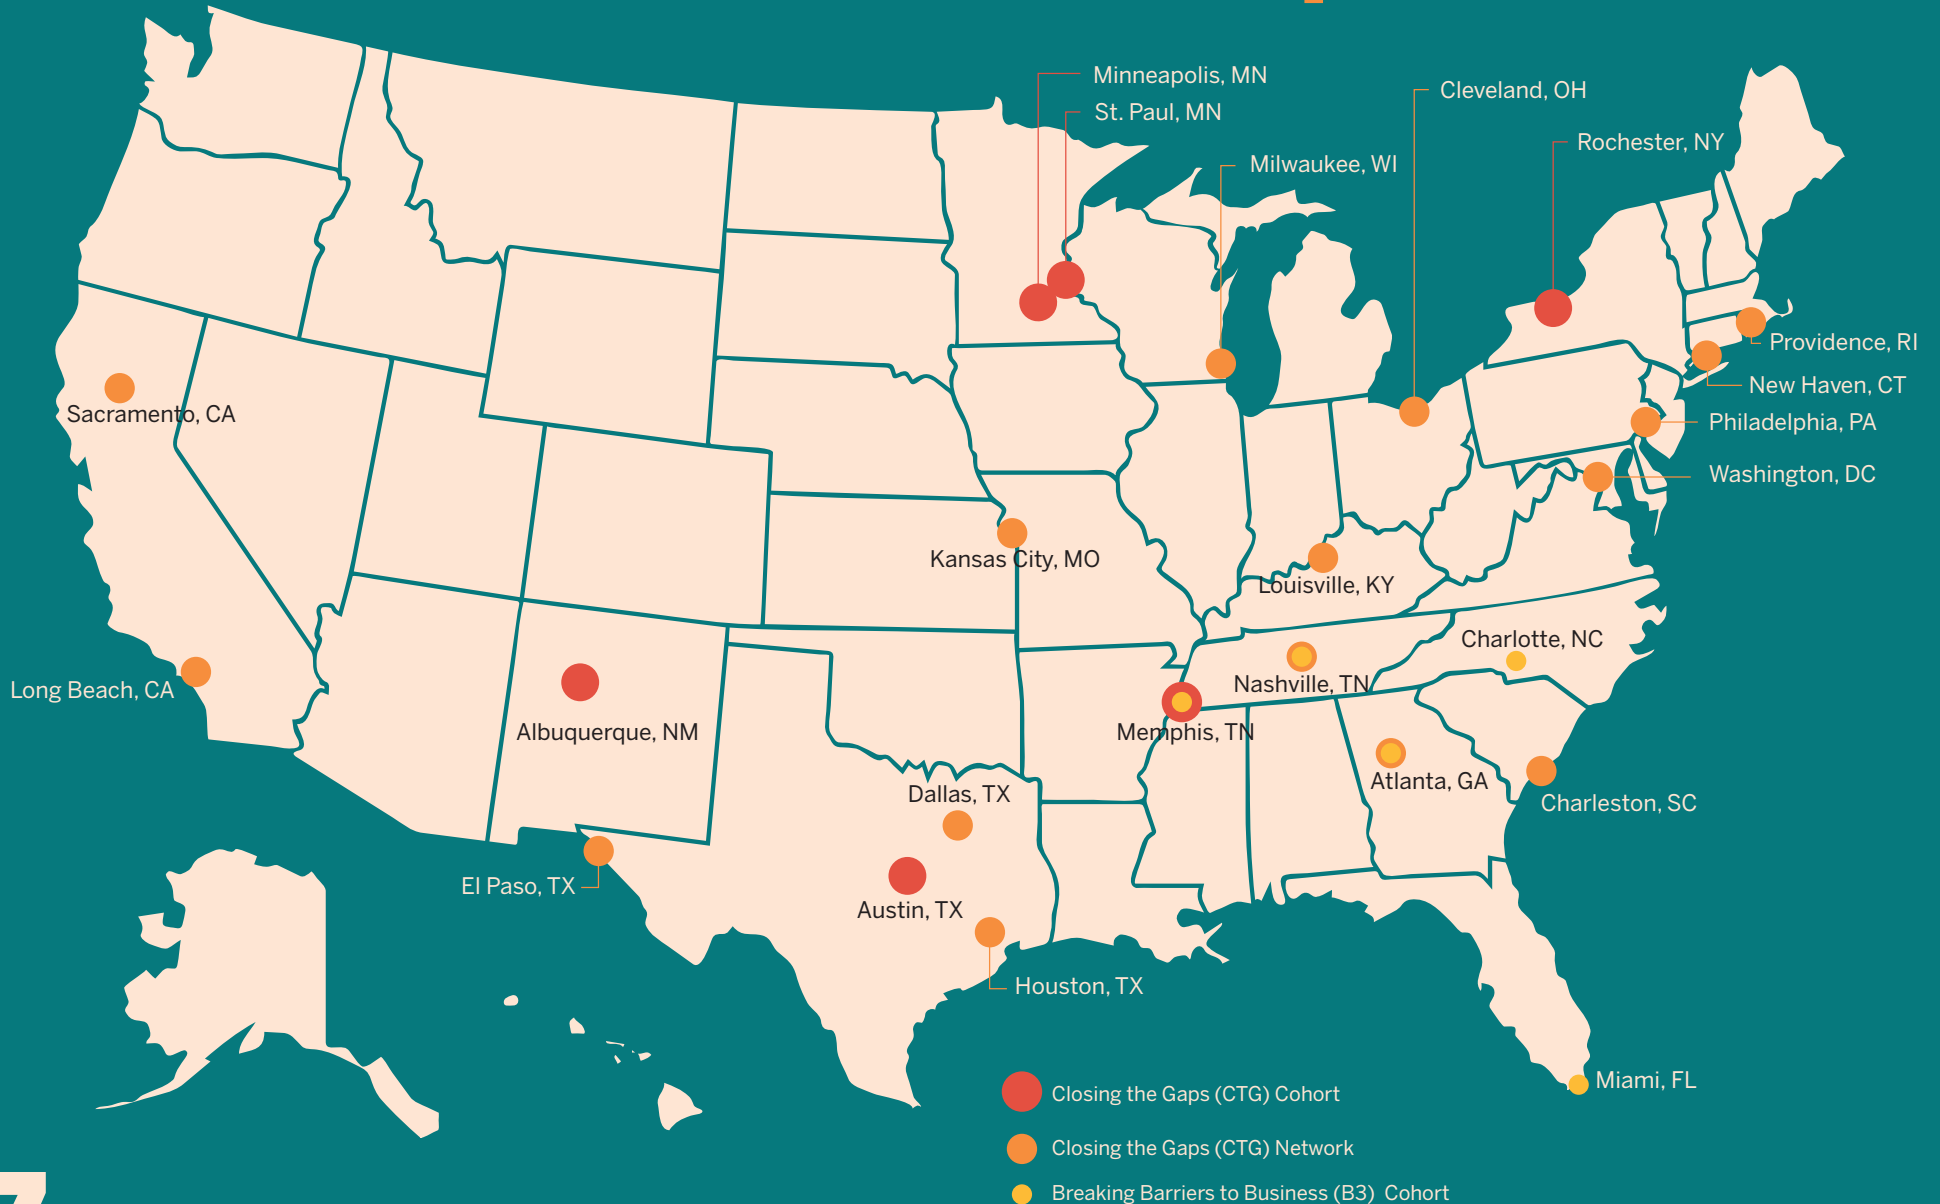 Minneapolis, MN
Cleveland, OH
St. Paul, MN
Rochester, NY
Milwaukee, WI
Providence, RI
New Haven, CT
Sacramento, CA
Philadelphia, PA
Washington, DC
Kansas City, MO
Louisville, KY
Charlotte, NC
Long Beach, CA
Nashville, TN
Albuquerque, NM
Memphis, TN
Atlanta, GA
Dallas, TX
Charleston, SC
El Paso, TX
Austin, TX
Houston, TX
Miami, FL
Closing the Gaps (CTG) Cohort
Closing the Gaps (CTG) Network
Breaking Barriers to Business (B3) Cohort